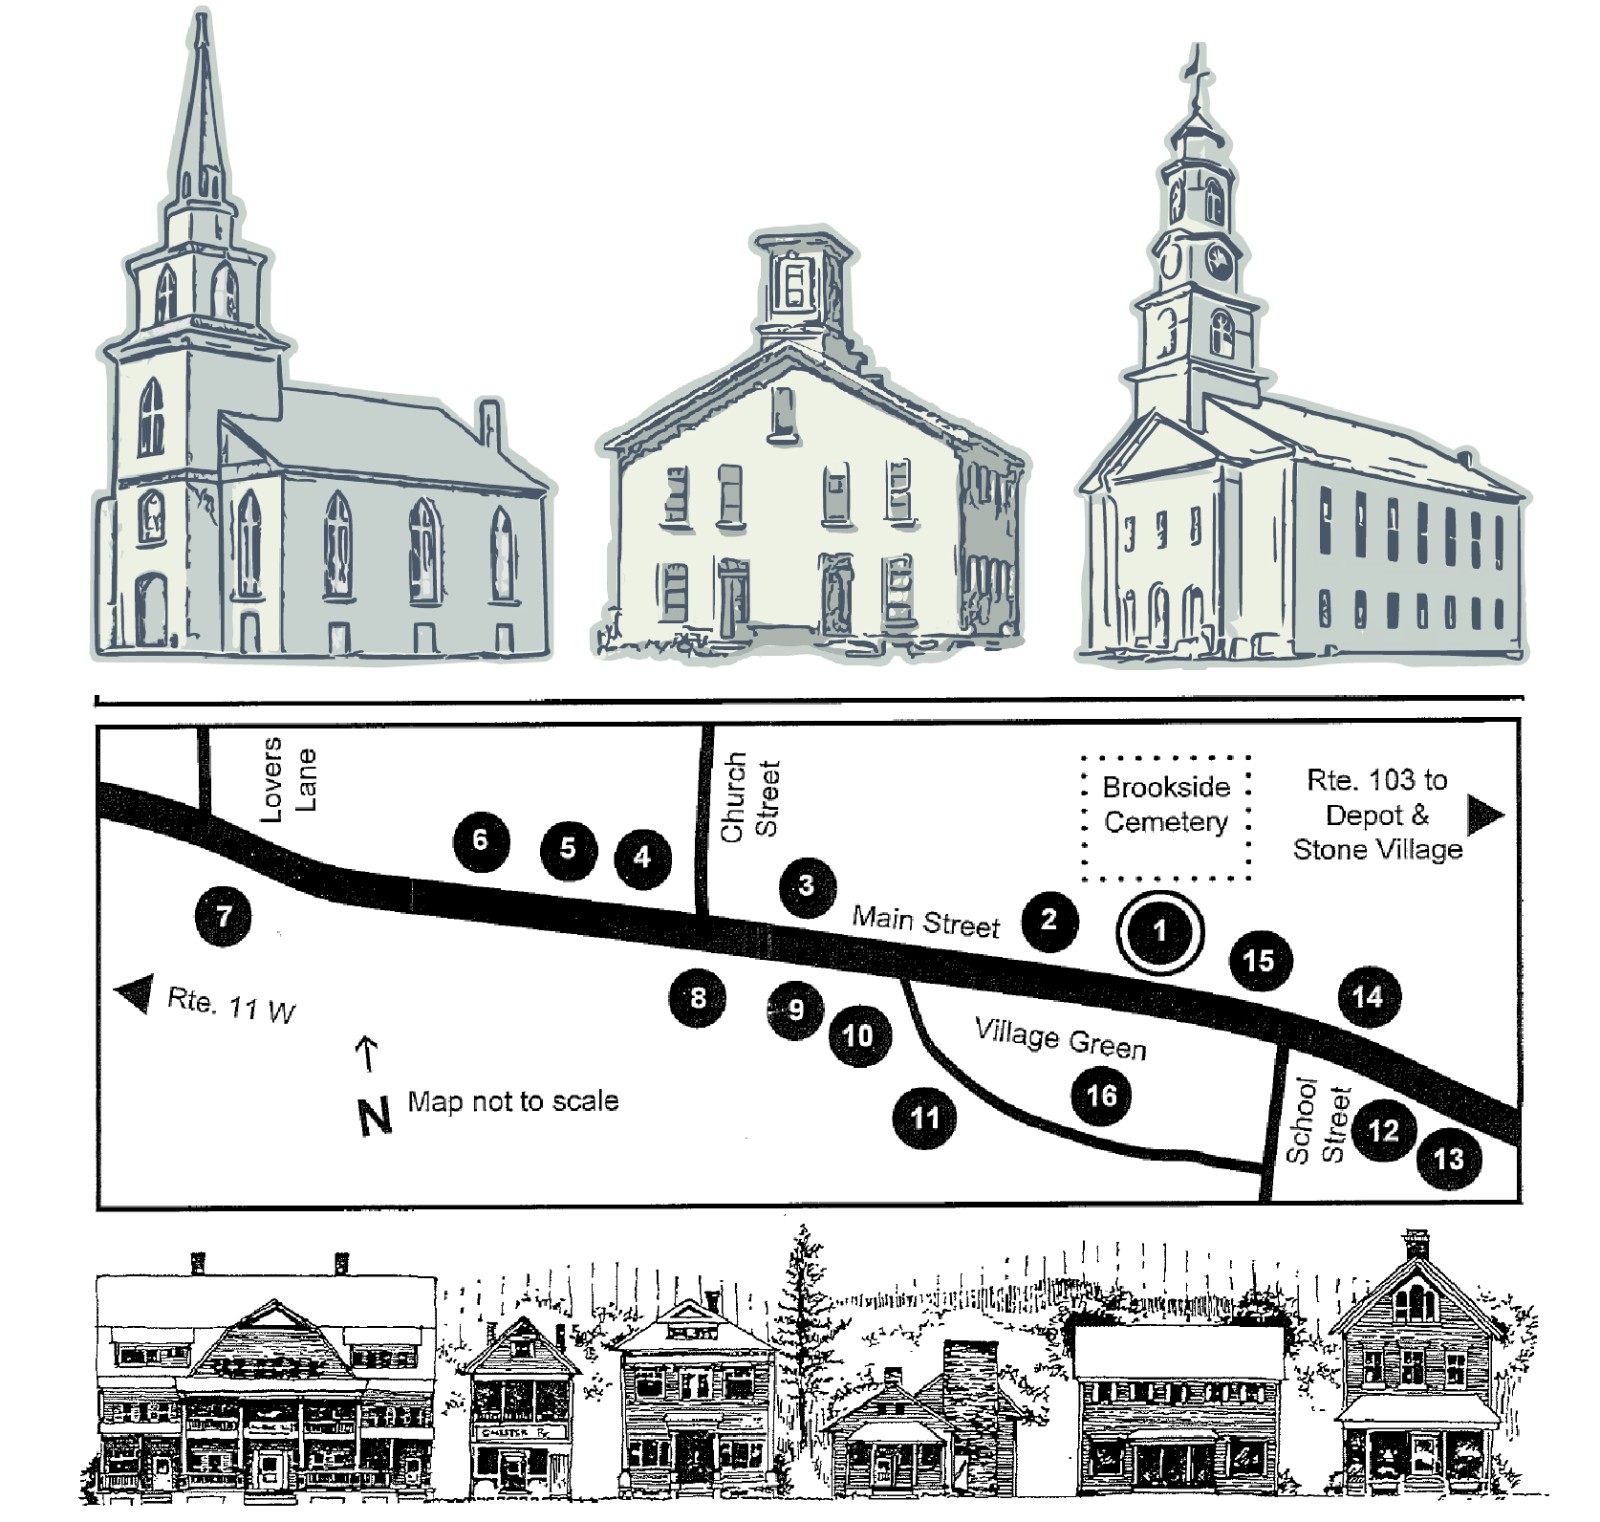 Lovers
Lane
Church
Street
Brookside
Cemetery
Rte. 103 to
Depot &
Stone Village
6
5
4
3
Main Street
2
1
15
14
7
Rte. 11 W
8
9
10
Village Green
16
11
N
Map not to scale
School
Street
12
13
CHESTER